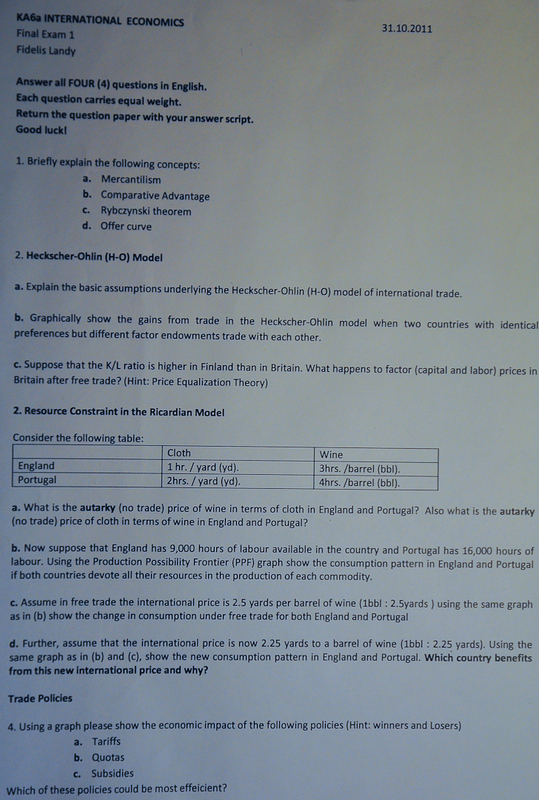 KA6a INTERNATIONAL ECONOMICS
31.10.2011
Final Exam 1
Fidelis Landy
Answer all FOUR (4) questions in English.
Each question carries equal weight.
Return the question paper with your answer script.
Good luck!
1. Briefly explain the following concepts:
a. Mercantilism
b. Comparative Advantage
c. Rybczynski theorem
d. Offer curve
2. Heckscher-Ohlin (H-O) Model
a. Explain the basic assumptions underlying the Heckscher-Ohlin (H-O) model of international trade.
b. Graphically show the gains from trade in the Heckscher-Ohlin model when two countries with identical
preferences but different factor endowments trade with each other.
c. Suppose that the K/L ratio is higher in Finland than in Britain. What happens to factor (capital and labor) prices in
Britain after free trade? (Hint: Price Equalization Theory)
2. Resource Constraint in the Ricardian Model
Consider the following table:
Cloth Wine
England 1 hr. / yard (yd). 3hrs. /barrel (bbl).
Portugal 2hrs. / yard (yd). 4hrs. /barrel (bbl).
a. What is the autarky (no trade) price of wine in terms of cloth in England and Portugal? Also what is the autarky
(no trade) price of cloth in terms of wine in England and Portugal?
b. Now suppose that England has 9,000 hours of labour available in the country and Portugal has 16,000 hours of
labour. Using the Production Possibility Frontier (PPF) graph show the consumption pattern in England and Portugal
if both countries devote all their resources in the production of each commodity.
c. Assume in free trade the international price is 2.5 yards per barrel of wine (1bbl : 2.5yards ) using the same graph
as in (b) show the change in consumption under free trade for both England and Portugal
d. Further, assume that the international price is now 2.25 yards to a barrel of wine (1bbl : 2.25 yards). Using the
same graph as in (b) and (c), show the new consumption pattern in England and Portugal. Which country benefits
from this new international price and why?
Trade Policies
4. Using a graph please show the economic impact of the following policies (Hint: winners and Losers)
a. Tariffs
b. Quotas
c. Subsidies
Which of these policies could be most effeicient?